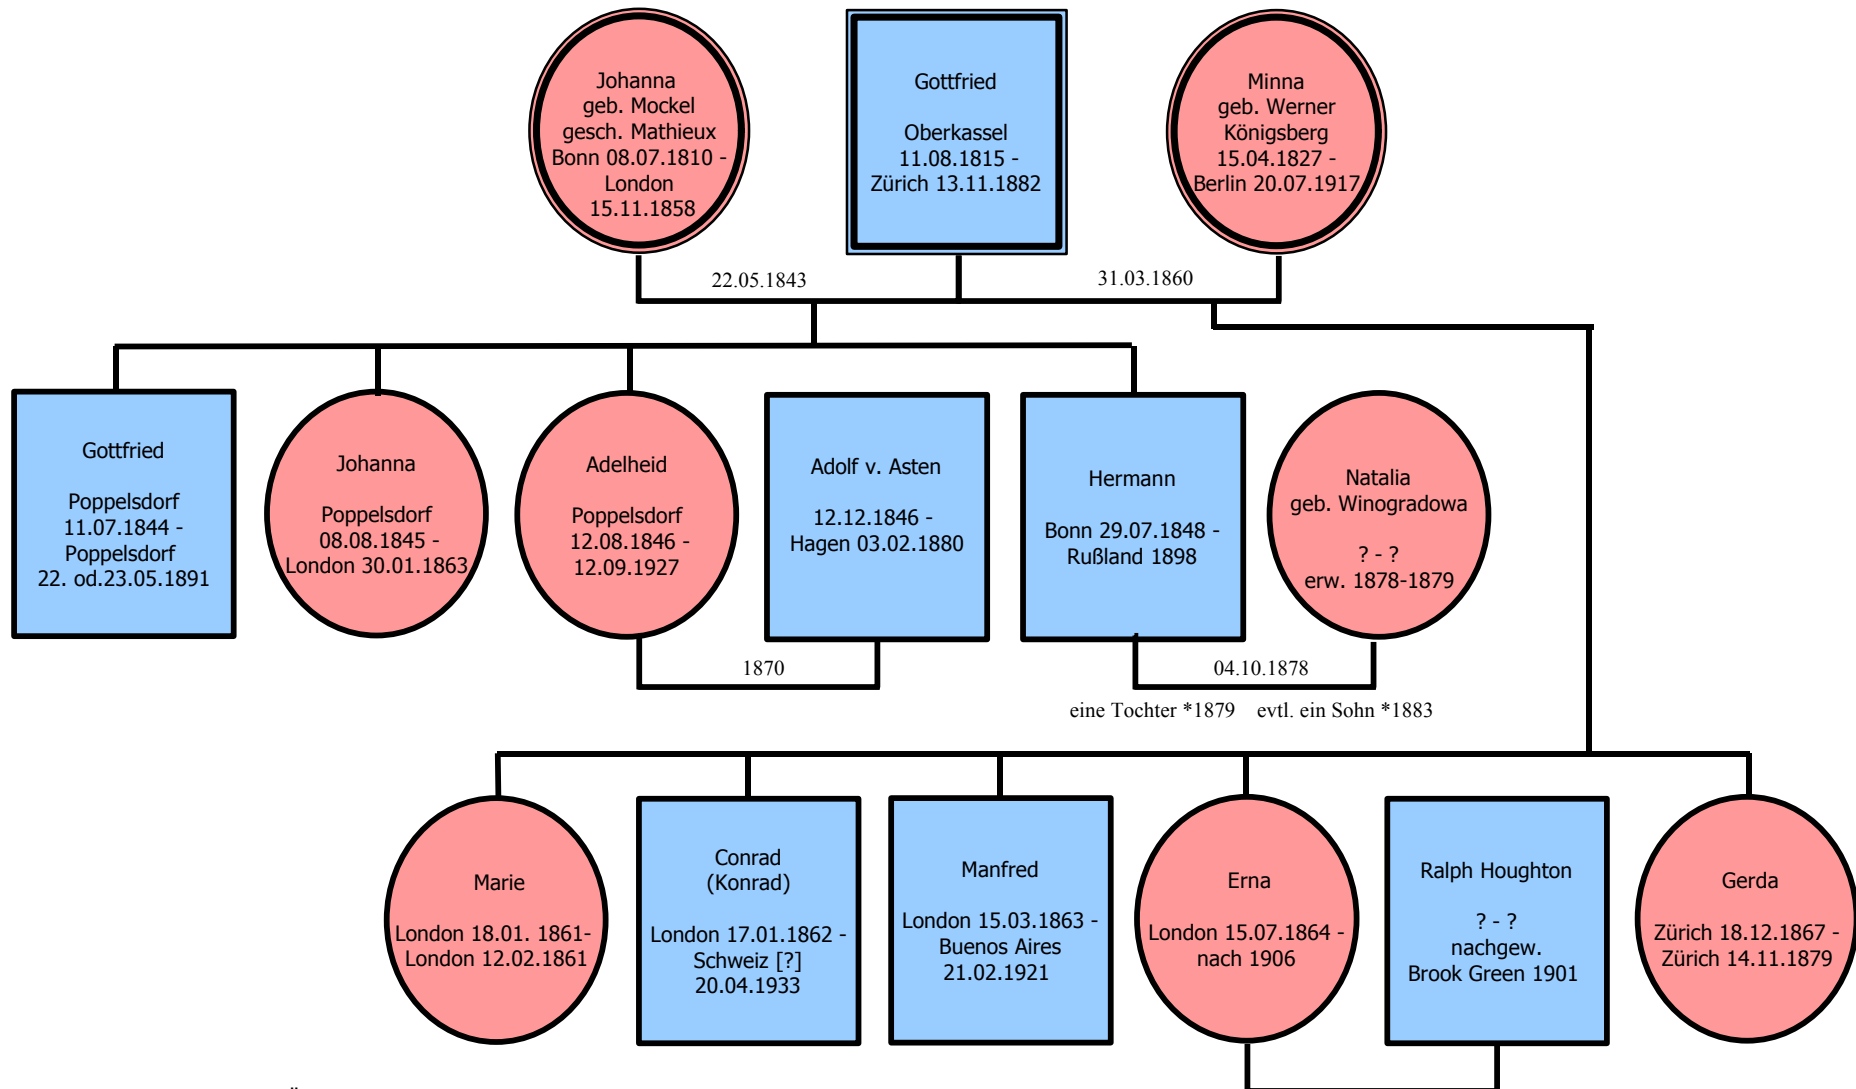 Johanna
geb. Mockel
gesch. Mathieux
Bonn 08.07.1810 -
London
15.11.1858
Gottfried
Oberkassel
11.08.1815 -
Zürich 13.11.1882
Minna
geb. Werner
Königsberg
15.04.1827 -
Berlin 20.07.1917
22.05.1843
31.03.1860
Gottfried
Poppelsdorf
11.07.1844 -
Poppelsdorf
22. od.23.05.1891
Johanna
Poppelsdorf
08.08.1845 -
London 30.01.1863
Adelheid
Poppelsdorf
12.08.1846 -
12.09.1927
Adolf v. Asten
12.12.1846 -
Hagen 03.02.1880
Hermann
Bonn 29.07.1848 -
Rußland 1898
Natalia
geb. Winogradowa
? - ?
erw. 1878-1879
1870
04.10.1878
eine Tochter *1879 evtl. ein Sohn *1883
Marie
London 18.01. 1861-
London 12.02.1861
Conrad
(Konrad)
London 17.01.1862 -
Schweiz [?]
20.04.1933
Manfred
London 15.03.1863 -
Buenos Aires
21.02.1921
Erna
London 15.07.1864 -
nach 1906
Ralph Houghton
? - ?
nachgew.
Brook Green 1901
Gerda
Zürich 18.12.1867 -
Zürich 14.11.1879